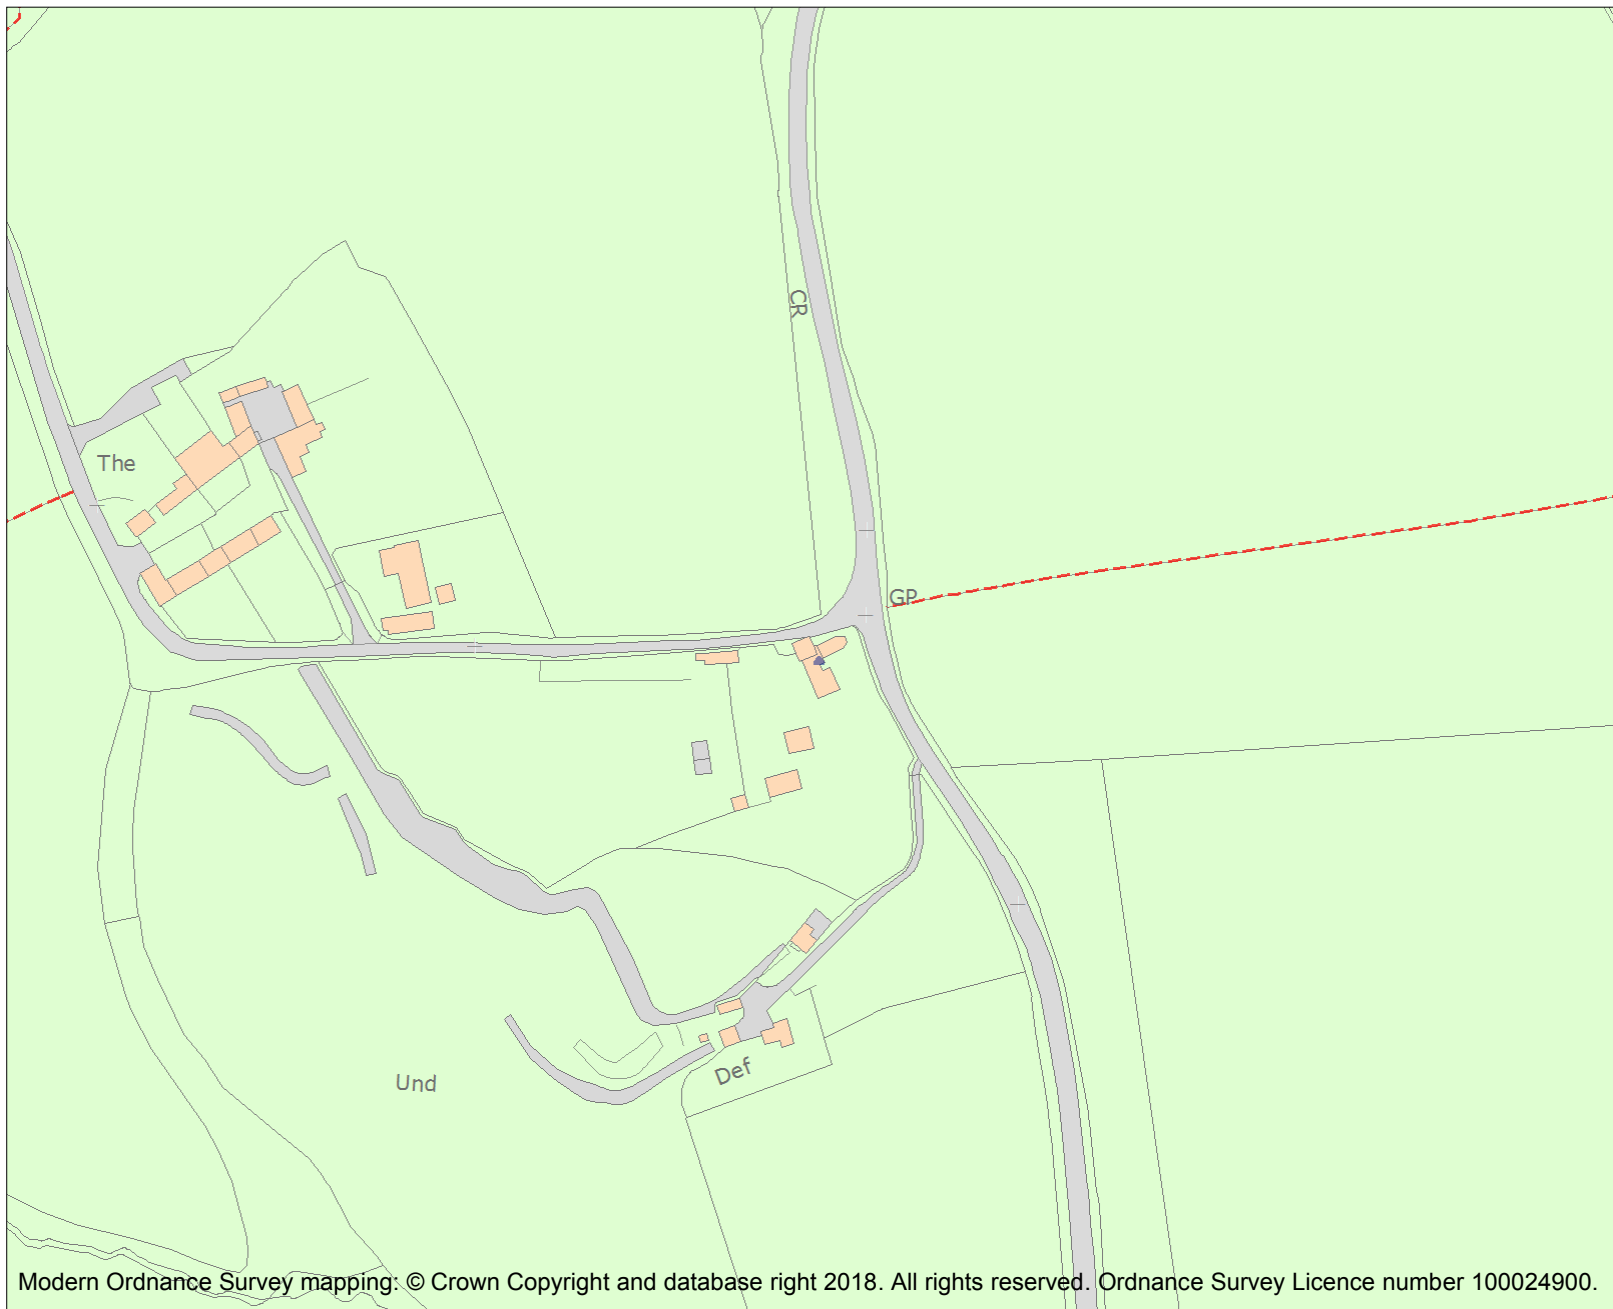 CR
The
GP
Und
Def
Modern Ordnance Survey mapping: © Crown Copyright and database right 2018. All rights reserved. Ordnance Survey Licence number 100024900.